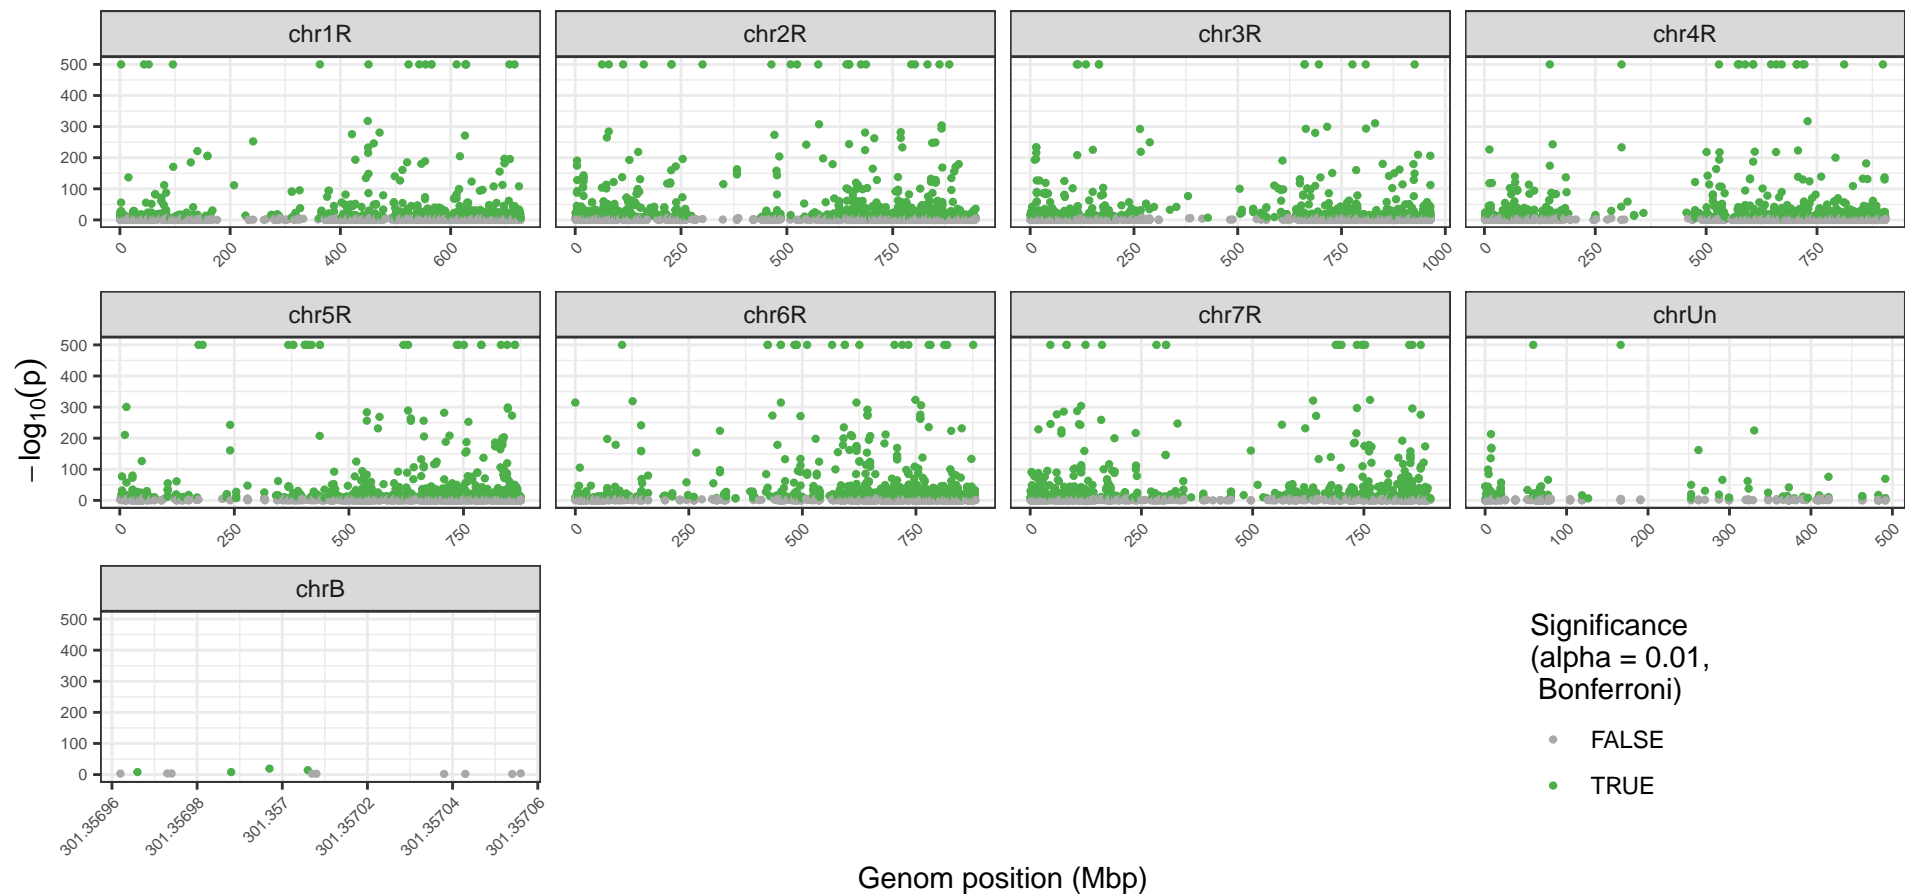 chr1R chr2R chr3R chr4R
500
400
300
200
100
0
0 200 400 600 0 250 500 750 0 250 500 750 1000 0 250 500 750
chr5R chr6R chr7R chrUn
500
400
300
200
100
0
0 250 500 750 0 250 500 750 0 250 500 750 0 100 200 300 400 500
−log10(p)
chrB
500
400
300
200
100
0
301.35696 301.35698 301.357 301.35702 301.35704 301.35706
Genom position (Mbp)
Significance
(alpha = 0.01,
Bonferroni)
FALSE
TRUE